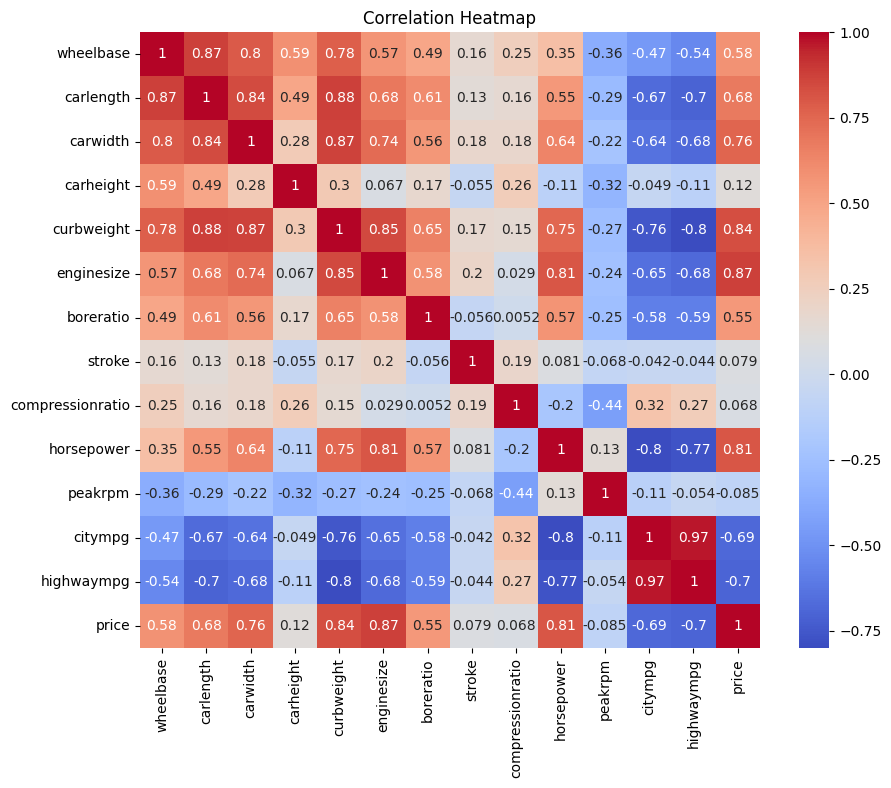 Correlation Heatmap
wheelbase 1 0.87 0.8 0.59 0.78 0.57 0.49 0.16 0.25 0.35 -0.36 -0.47 -0.54 0.58
carlength 0.87 1 0.84 0.49 0.88 0.68 0.61 0.13 0.16 0.55 -0.29 -0.67 -0.7 0.68
carwidth 0.8 0.84 1 0.28 0.87 0.74 0.56 0.18 0.18 0.64 -0.22 -0.64 -0.68 0.76
carheight 0.59 0.49 0.28 1 0.3 0.067 0.17 -0.055 0.26 -0.11 -0.32 -0.049 -0.11 0.12
curbweight 0.78 0.88 0.87 0.3 1 0.85 0.65 0.17 0.15 0.75 -0.27 -0.76 -0.8 0.84
enginesize 0.57 0.68 0.74 0.067 0.85 1 0.58 0.2 0.029 0.81 -0.24 -0.65 -0.68 0.87
boreratio 0.49 0.61 0.56 0.17 0.65 0.58 1 -0.056 0.0052 0.57 -0.25 -0.58 -0.59 0.55
stroke 0.16 0.13 0.18 -0.055 0.17 0.2 -0.056 1 0.19 0.081 -0.068 -0.042 -0.044 0.079
compressionratio 0.25 0.16 0.18 0.26 0.15 0.029 0.0052 0.19 1 -0.2 -0.44 0.32 0.27 0.068
horsepower 0.35 0.55 0.64 -0.11 0.75 0.81 0.57 0.081 -0.2 1 0.13 -0.8 -0.77 0.81
peakrpm -0.36 -0.29 -0.22 -0.32 -0.27 -0.24 -0.25 -0.068 -0.44 0.13 1 -0.11 -0.054 -0.085
citympg -0.47 -0.67 -0.64 -0.049 -0.76 -0.65 -0.58 -0.042 0.32 -0.8 -0.11 1 0.97 -0.69
highwaympg -0.54 -0.7 -0.68 -0.11 -0.8 -0.68 -0.59 -0.044 0.27 -0.77 -0.054 0.97 1 -0.7
price 0.58 0.68 0.76 0.12 0.84 0.87 0.55 0.079 0.068 0.81 -0.085 -0.69 -0.7 1
wheelbase carlength carwidth carheight curbweight enginesize boreratio stroke compressionratio horsepower peakrpm citympg highwaympg price
1.00
0.75
0.50
0.25
0.00
-0.25
-0.50
-0.75